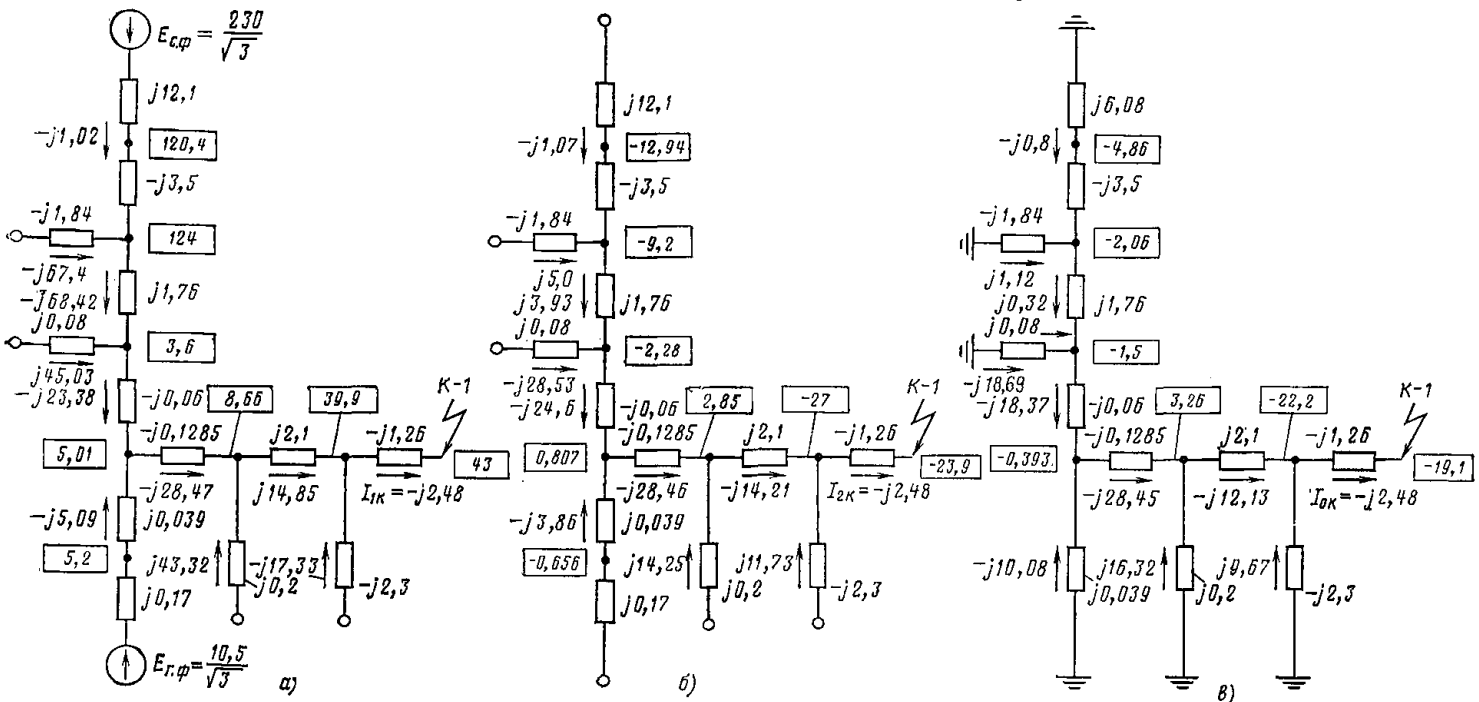 E_с.ф = 230/√3
j12,1
-j1,02
120,4
-j3,5
-j1,84
124
-j67,4
-j68,42
j1,76
j0,08
3,6
j45,03
-j23,38
-j0,06
8,66
39,9
К-1
-j0,1285
j2,1
-j1,26
5,01
43
-j28,47
j14,85
I_1к=-j2,48
-j5,09
j0,039
5,2
j43,32
-j17,33
j0,2
-j2,3
j0,17
E_г.ф=10,5/√3
а)
j12,1
-j1,07
-12,94
-j3,5
-j1,84
-9,2
j5,0
j3,93
j1,76
j0,08
-2,28
-j28,53
-j24,6
-j0,06
2,85
-27
К-1
-j0,1285
j2,1
-j1,26
0,807
-23,9
-j28,46
-j14,21
I_2к=-j2,48
-j3,86
j0,039
-0,656
j14,25
j11,73
j0,2
-j2,3
j0,17
б)
j6,08
-j0,8
-4,86
-j3,5
-j1,84
-2,06
j1,12
j0,32
j1,76
j0,08
-1,5
-j18,69
-j18,37
-j0,06
3,26
-22,2
К-1
-j0,1285
j2,1
-j1,26
-0,393
-19,1
-j28,45
-j12,13
I_0к=-j2,48
-j10,08
j16,32
j9,67
j0,039
j0,2
-j2,3
в)